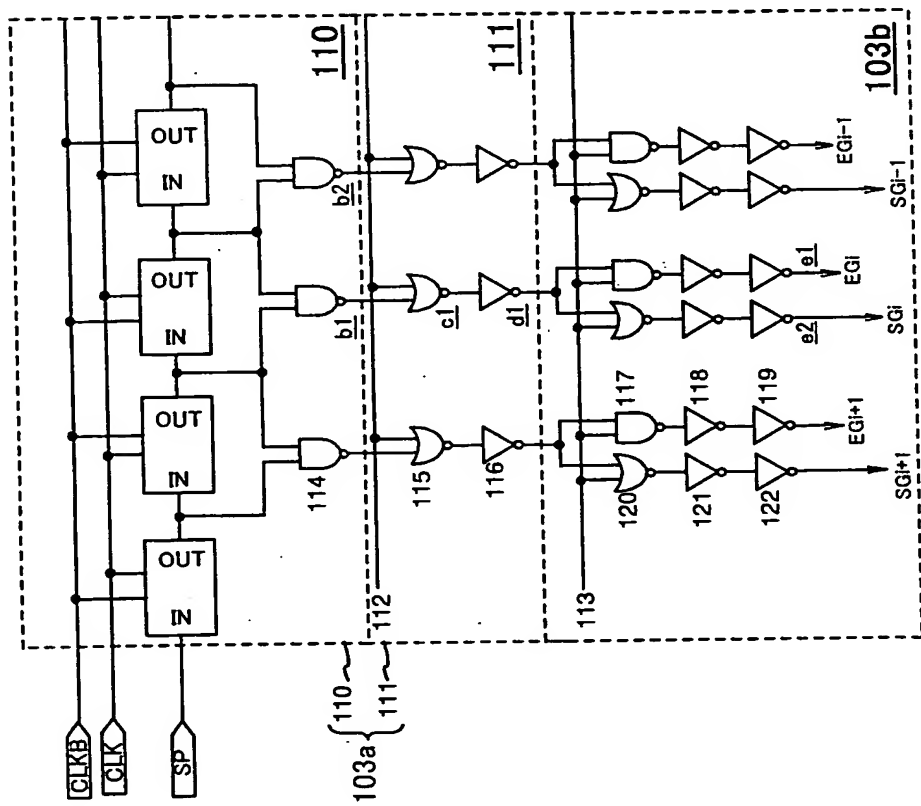 CLKB
CLK
SP
IN OUT
IN OUT
IN OUT
IN OUT
114
b1
b2
110
112
110
111
103a
115
116
c1
d1
111
113
120
117
121
118
122
119
e2
e1
SGi+1
EGi+1
SGi
EGi
SGi-1
EGi-1
103b